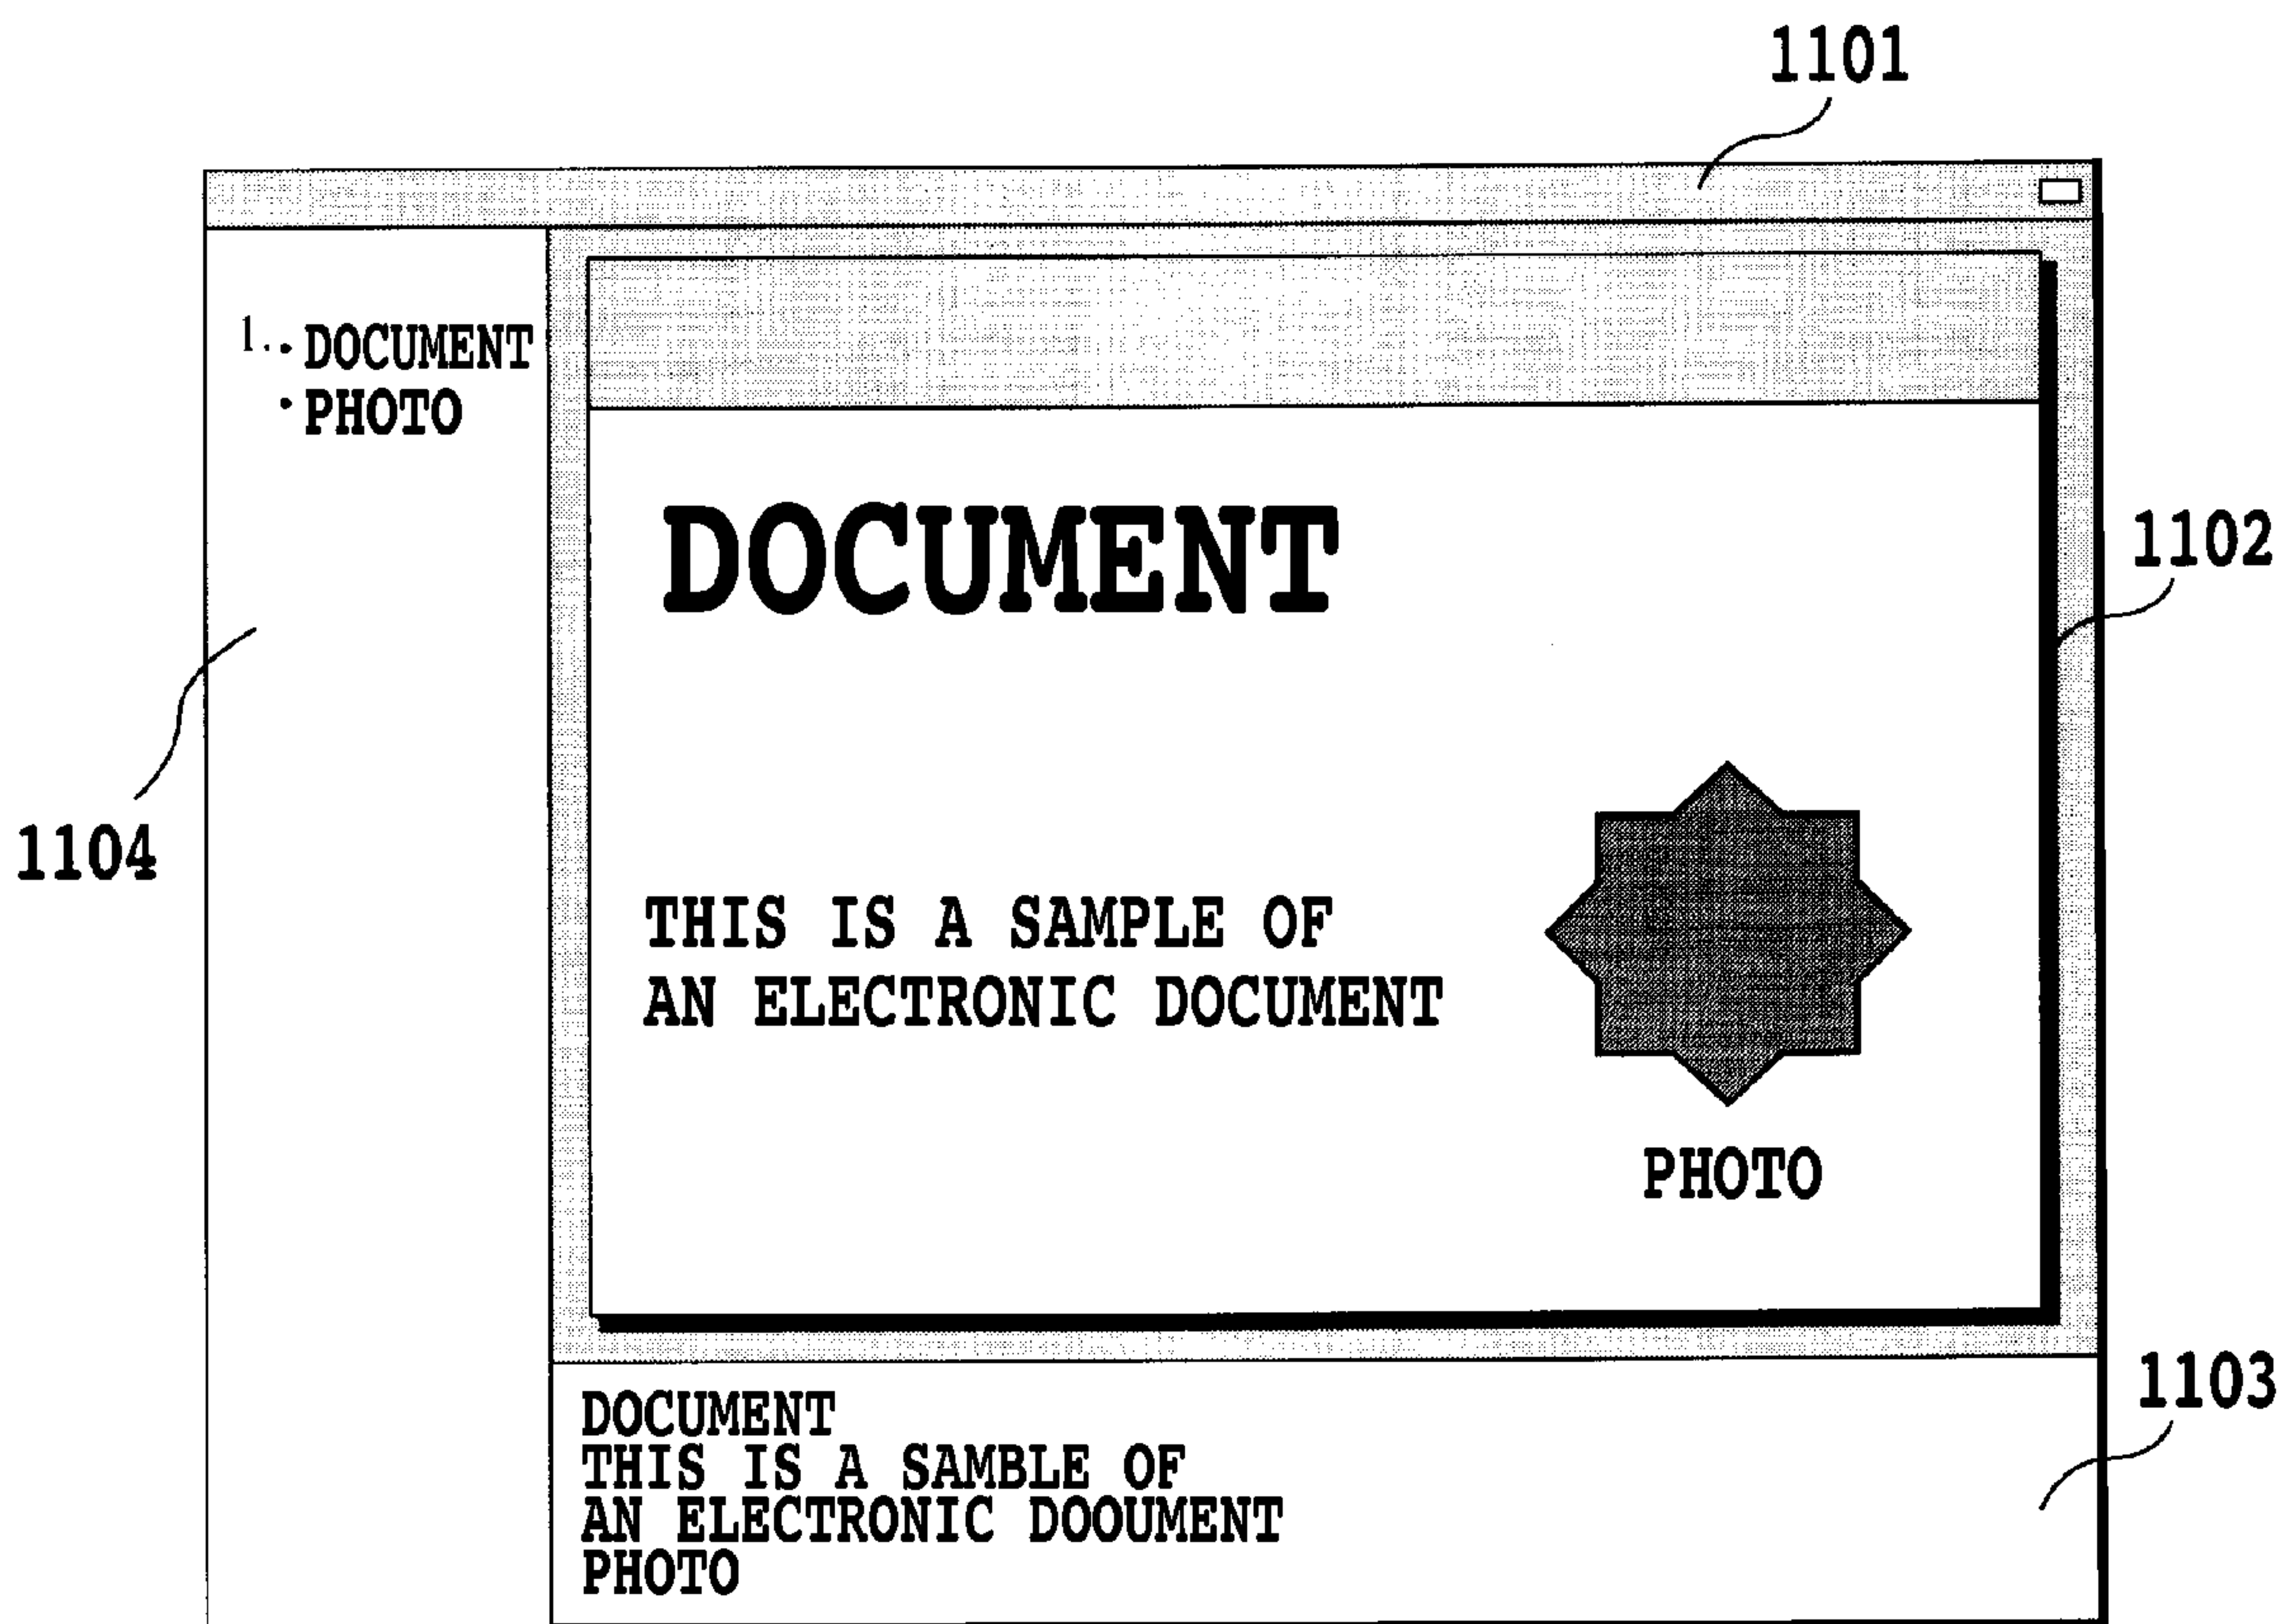 1101
1..• DOCUMENT
• PHOTO
DOCUMENT
1102
1104
THIS IS A SAMPLE OF
AN ELECTRONIC DOCUMENT
PHOTO
1103
DOCUMENT
THIS IS A SAMBLE OF
AN ELECTRONIC DOOUMENT
PHOTO